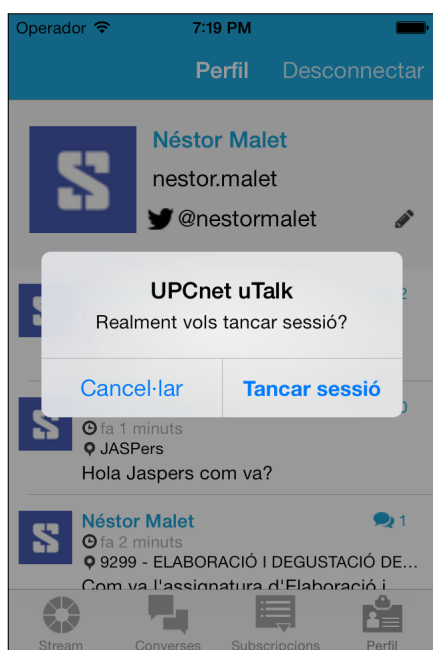 Operador 7:19 PM
Perfil Desconnectar
Néstor Malet
nestor.malet
@nestormalet
UPCnet uTalk
Realment vols tancar sessió?
2
Cancel·lar Tancar sessió
0
fa 1 minuts
JASPers
Hola Jaspers com va?
Néstor Malet 1
fa 2 minuts
9299 - ELABORACIÓ I DEGUSTACIÓ DE...
Com va l'assignatura d'Elaboració i
Stream Converses Subscripcions Perfil